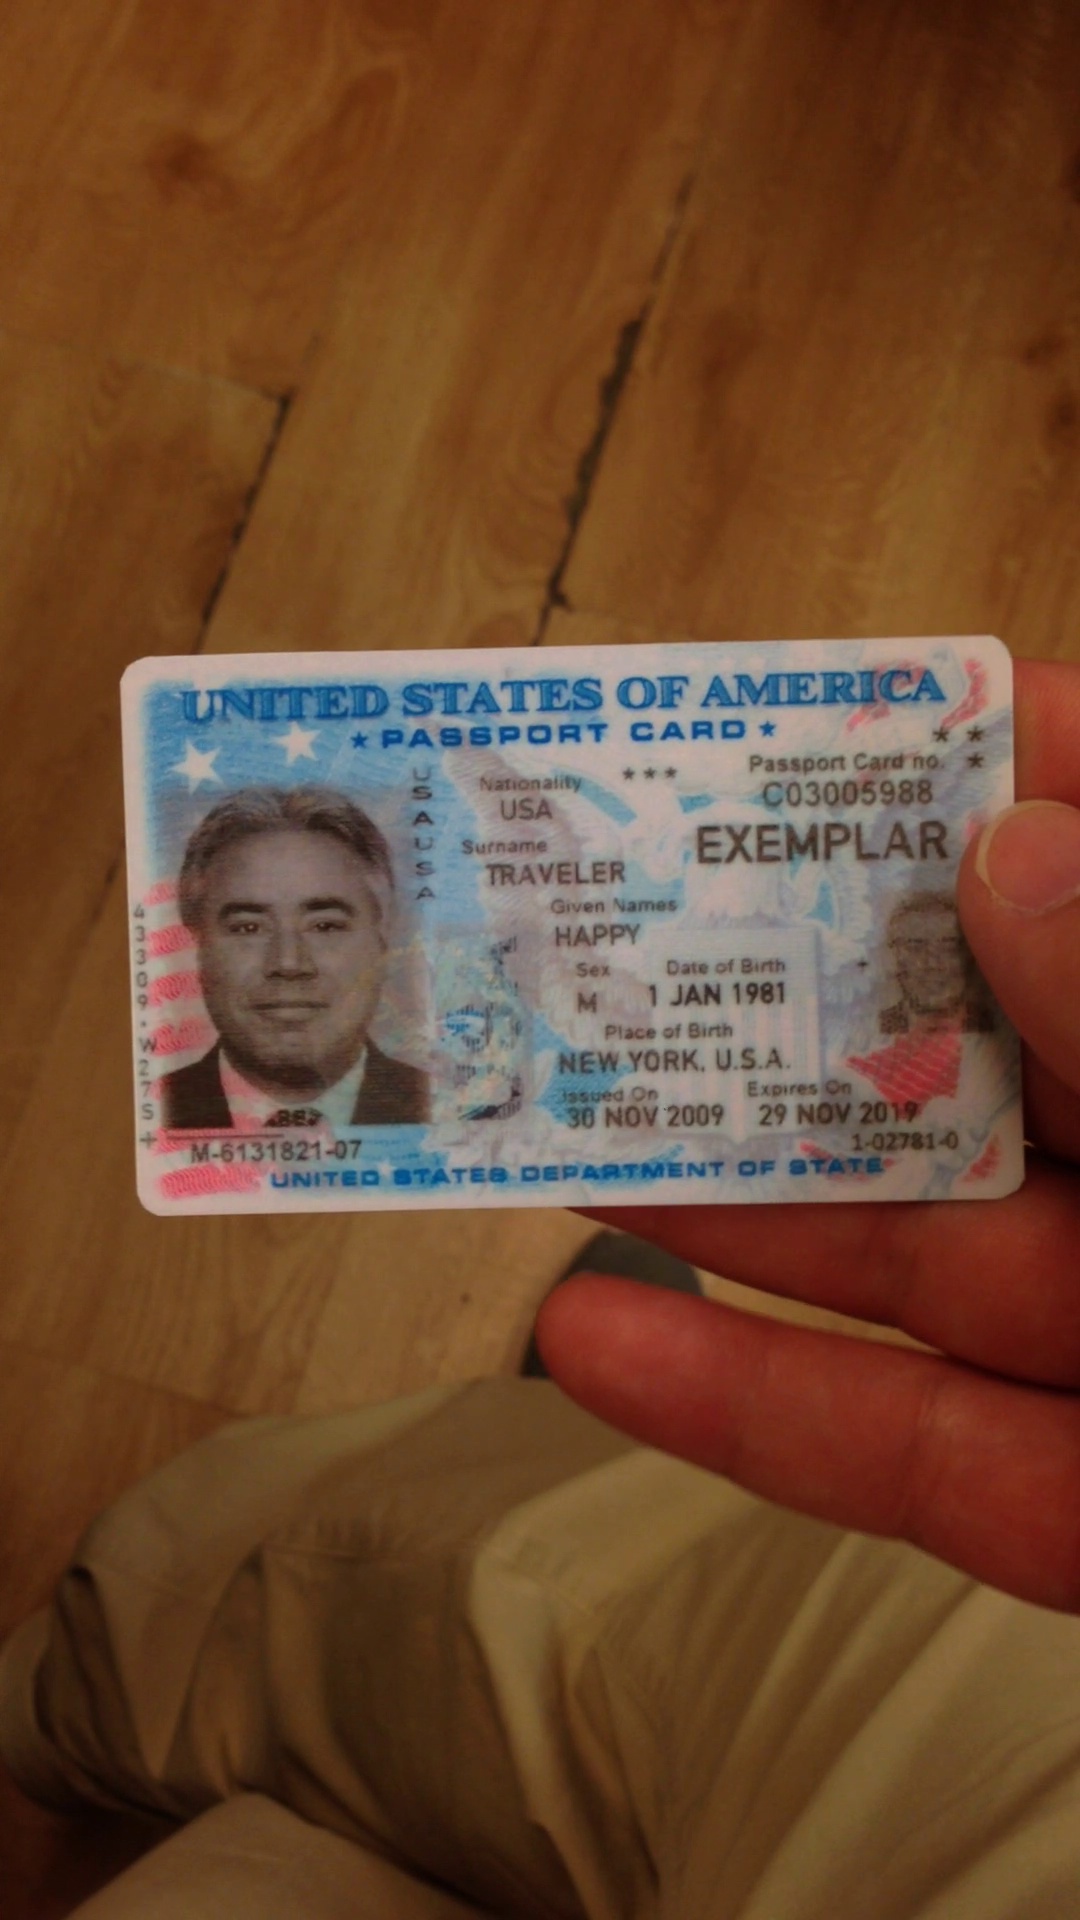 UNITED STATES OF AMERICA
★ PASSPORT CARD ★
USAUSA
Nationality
USA
* * *
Passport Card no.
C03005988
* *
*
EXEMPLAR
Surname
TRAVELER
Given Names
HAPPY
Sex
M
Date of Birth
1 JAN 1981
Place of Birth
NEW YORK, U.S.A.
Issued On
30 NOV 2009
Expires On
29 NOV 2019
1-02781-0
M-6131821-07
UNITED STATES DEPARTMENT OF STATE